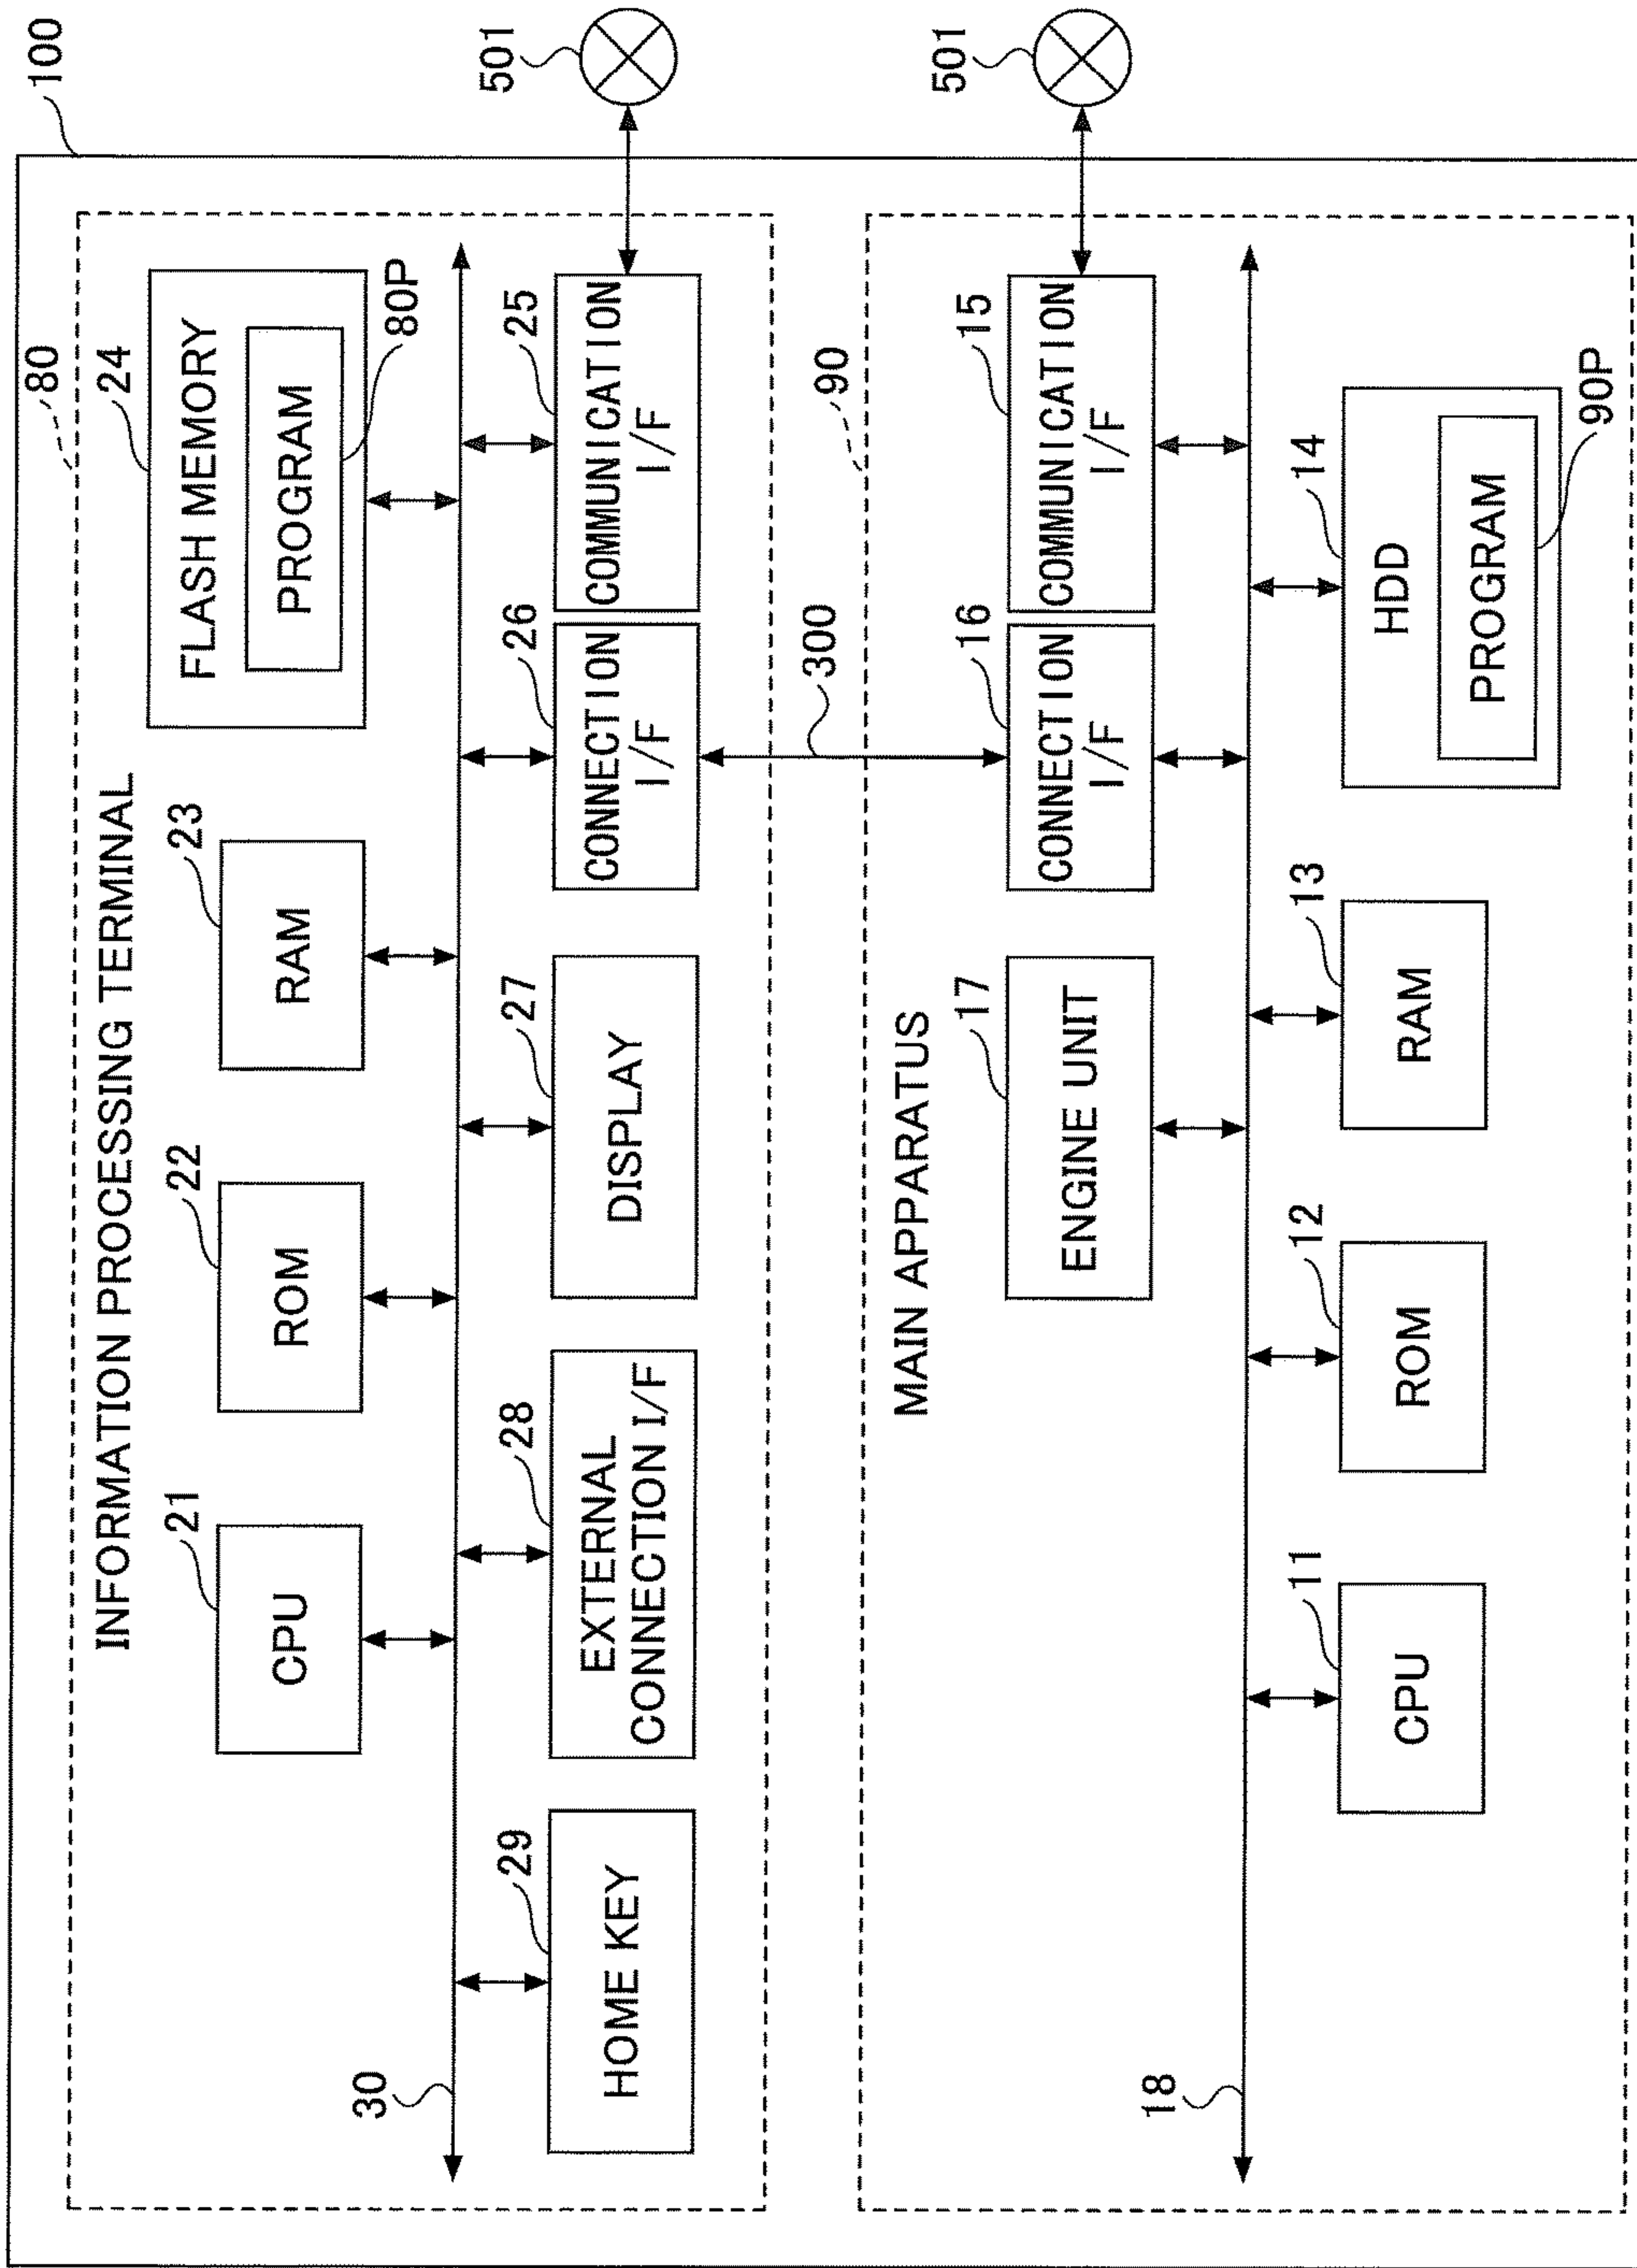 100
80
INFORMATION PROCESSING TERMINAL
21
CPU
22
ROM
23
RAM
24
FLASH MEMORY
PROGRAM
80P
30
29
HOME KEY
28
EXTERNAL
CONNECTION I/F
27
DISPLAY
26
CONNECTION
I/F
25
COMMUNICATION
I/F
501
300
90
MAIN APPARATUS
17
ENGINE UNIT
16
CONNECTION
I/F
15
COMMUNICATION
I/F
501
18
11
CPU
12
ROM
13
RAM
14
HDD
PROGRAM
90P